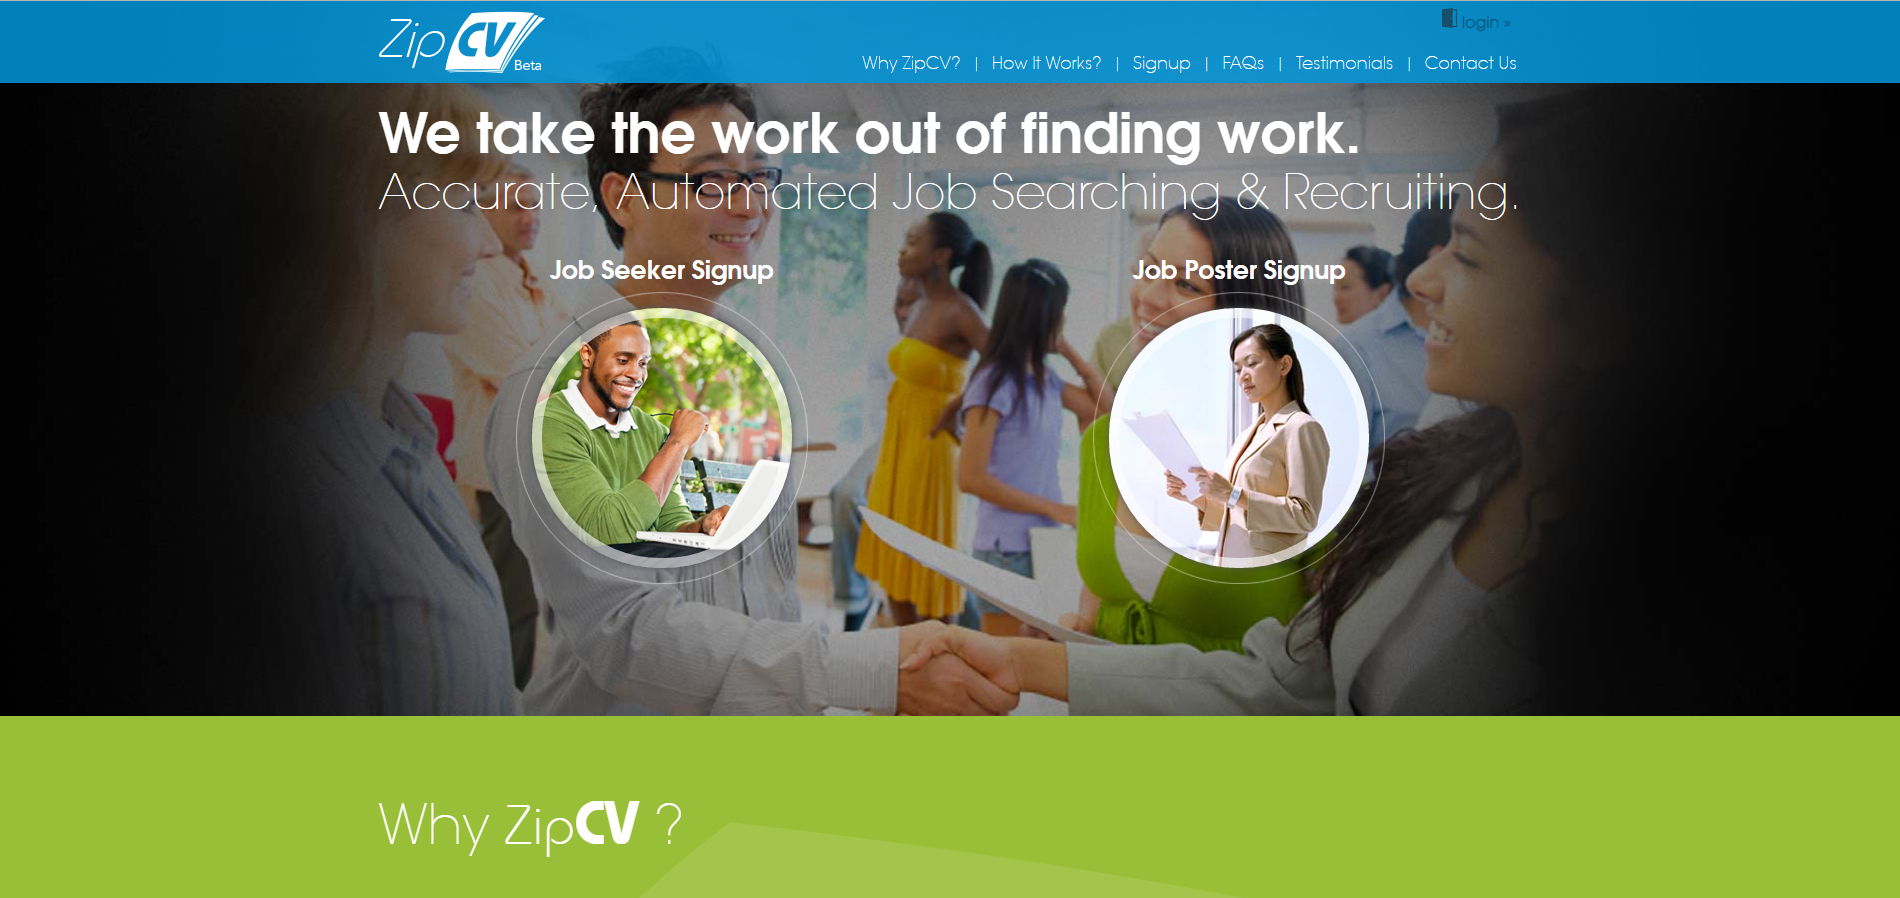 ZipCV
Beta
login »
Why ZipCV? | How It Works? | Signup | FAQs | Testimonials | Contact Us
We take the work out of finding work.
Accurate, Automated Job Searching & Recruiting.
Job Seeker Signup
Job Poster Signup
Why ZipCV ?